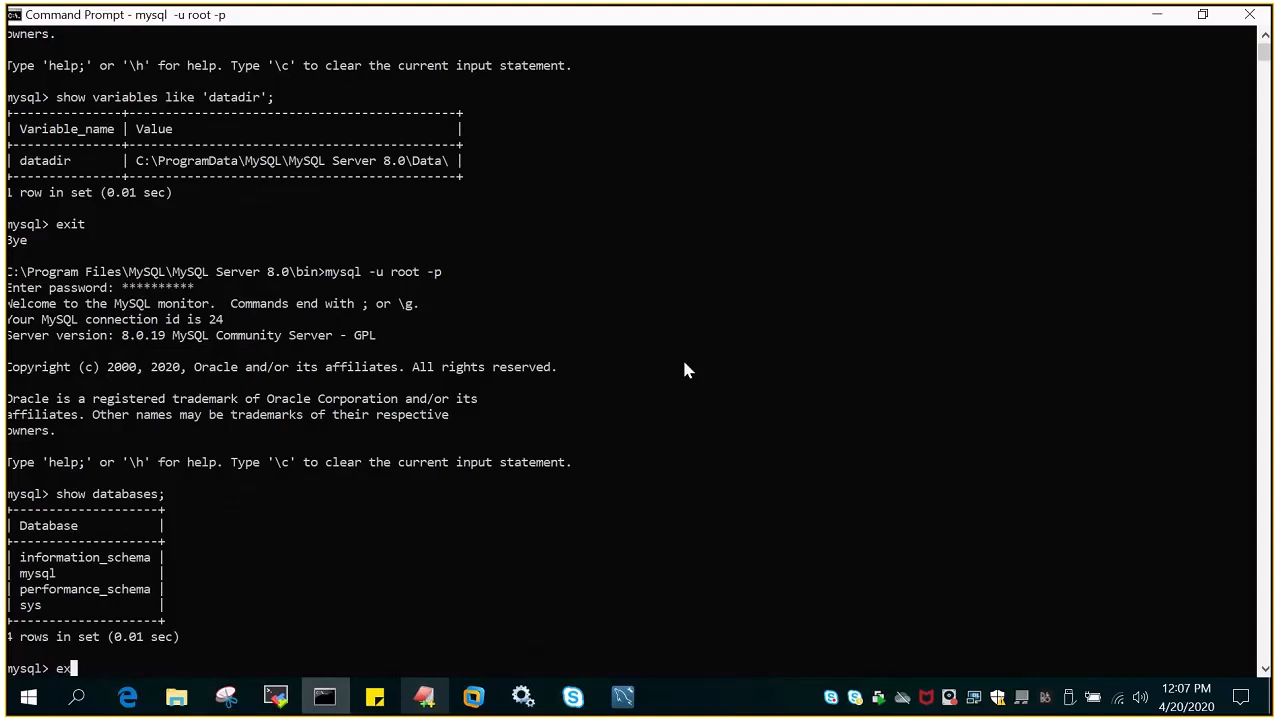 Command Prompt - mysql -u root -p
owners.
Type 'help;' or '\h' for help. Type '\c' to clear the current input statement.
mysql> show variables like 'datadir';
+---------------+---------------------------------------------+
| Variable_name | Value                                       |
+---------------+---------------------------------------------+
| datadir       | C:\ProgramData\MySQL\MySQL Server 8.0\Data\ |
+---------------+---------------------------------------------+
1 row in set (0.01 sec)
mysql> exit
Bye
C:\Program Files\MySQL\MySQL Server 8.0\bin>mysql -u root -p
Enter password: **********
Welcome to the MySQL monitor.  Commands end with ; or \g.
Your MySQL connection id is 24
Server version: 8.0.19 MySQL Community Server - GPL
Copyright (c) 2000, 2020, Oracle and/or its affiliates. All rights reserved.
Oracle is a registered trademark of Oracle Corporation and/or its
affiliates. Other names may be trademarks of their respective
owners.
Type 'help;' or '\h' for help. Type '\c' to clear the current input statement.
mysql> show databases;
+--------------------+
| Database           |
+--------------------+
| information_schema |
| mysql              |
| performance_schema |
| sys                |
+--------------------+
4 rows in set (0.01 sec)
mysql> ex
12:07 PM
4/20/2020